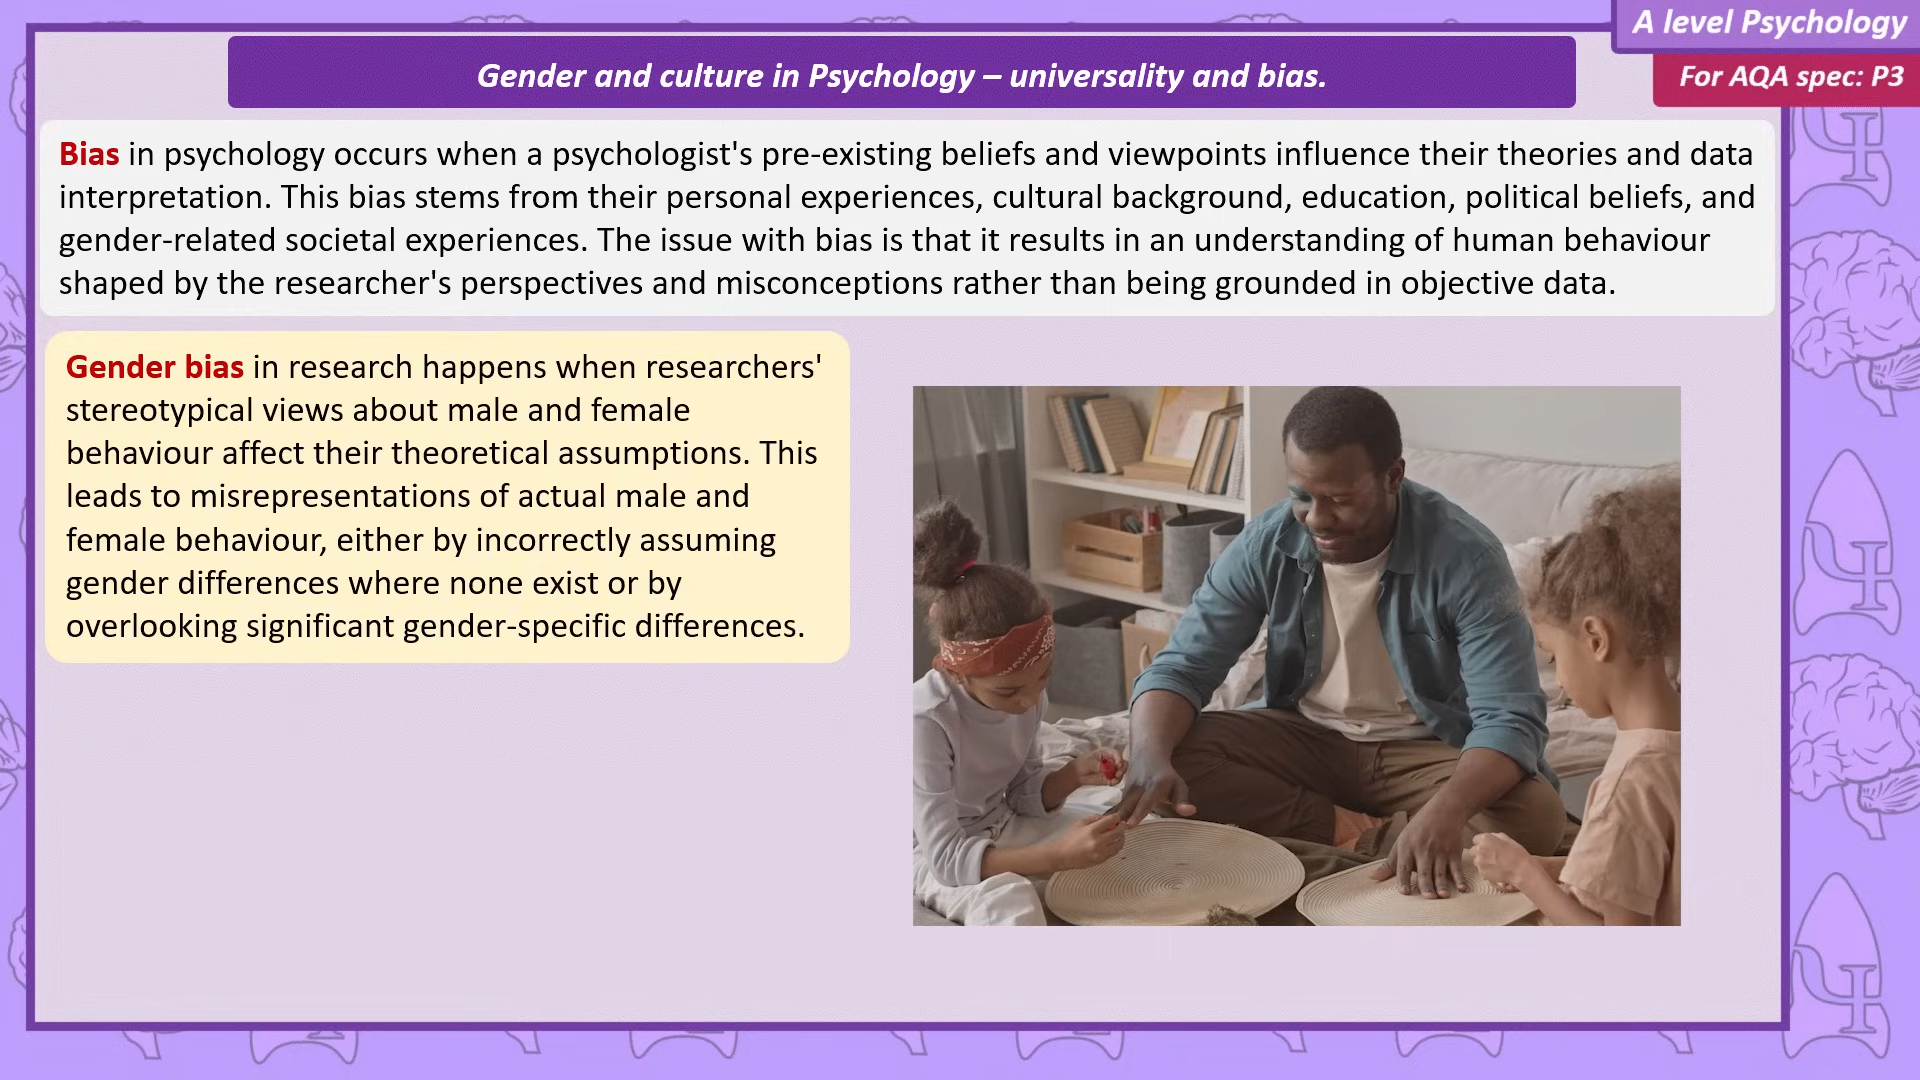 A level Psychology
For AQA spec: P3
Gender and culture in Psychology – universality and bias.
Bias in psychology occurs when a psychologist's pre-existing beliefs and viewpoints influence their theories and data
interpretation. This bias stems from their personal experiences, cultural background, education, political beliefs, and
gender-related societal experiences. The issue with bias is that it results in an understanding of human behaviour
shaped by the researcher's perspectives and misconceptions rather than being grounded in objective data.
Gender bias in research happens when researchers'
stereotypical views about male and female
behaviour affect their theoretical assumptions. This
leads to misrepresentations of actual male and
female behaviour, either by incorrectly assuming
gender differences where none exist or by
overlooking significant gender-specific differences.